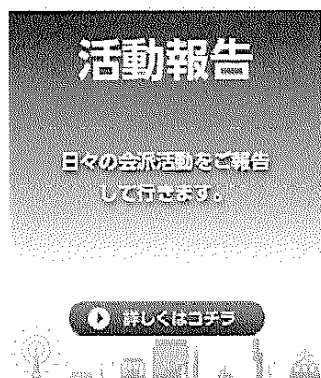 活動報告
日々の会派活動をご報告
して行きます。
詳しくはコチラ